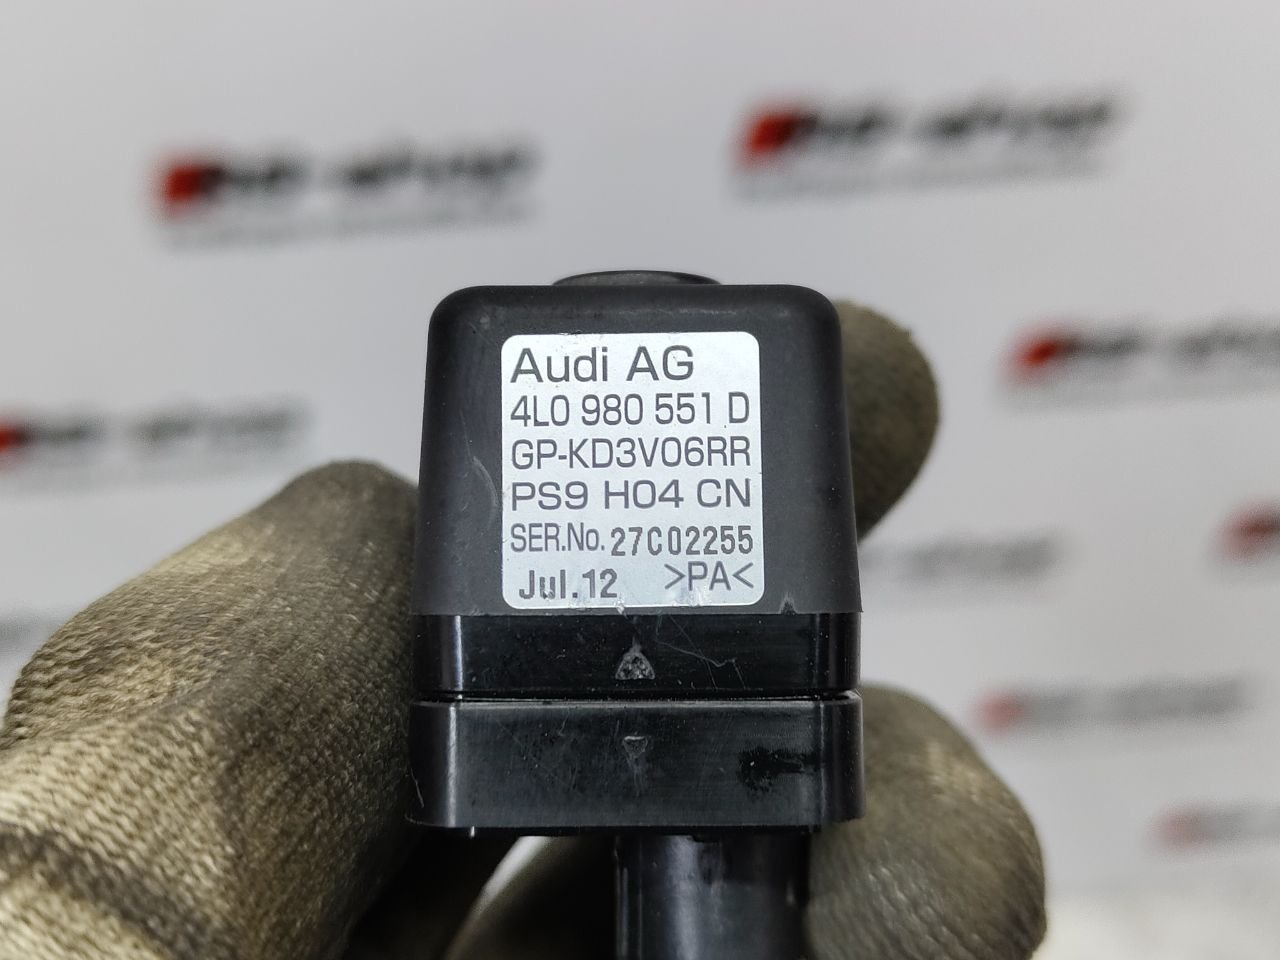 Audi AG
4L0 980 551 D
GP-KD3V06RR
PS9 H04 CN
SER.No. 27C02255
Jul.12 >PA<